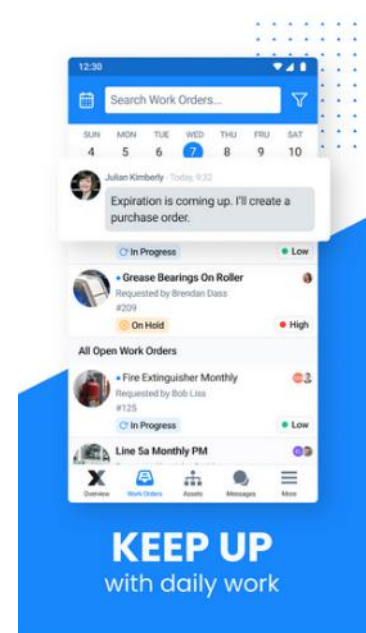 12:30
Search Work Orders...
SUN MON TUE WED THU FRU SAT
4 5 6 7 8 9 10
Julian Kimberly · Today, 9:32
Expiration is coming up. I'll create a
purchase order.
In Progress Low
Grease Bearings On Roller
Requested by Brendan Dass
#209
On Hold High
All Open Work Orders
Fire Extinguisher Monthly
Requested by Bob Liss
#125
In Progress Low
Line 5a Monthly PM
Overview Work Orders Assets Messages More
KEEP UP
with daily work